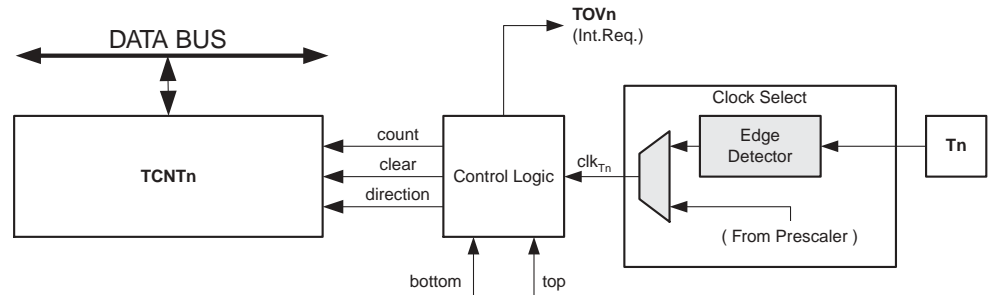 TOVn
(Int.Req.)
DATA BUS
Clock Select
count
Edge
Detector
Tn
TCNTn
clear
Control Logic
clkTn
direction
( From Prescaler )
bottom
top